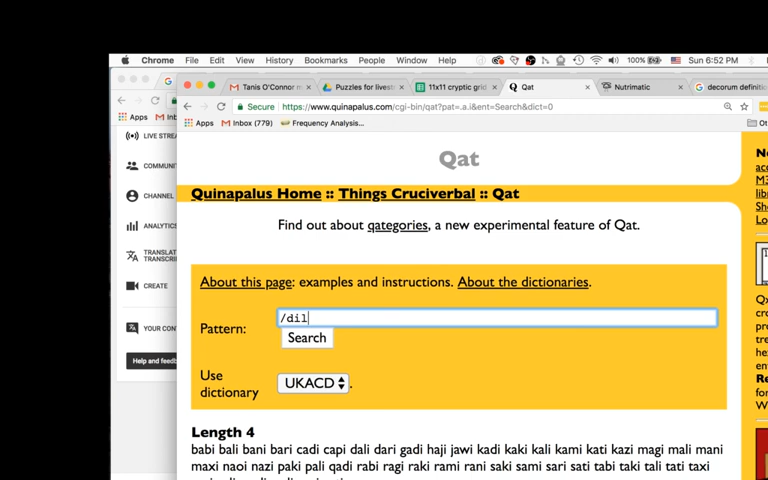 Chrome File Edit View History Bookmarks People Window Help 100% Sun 6:52 PM
Tanis O'Connor m Puzzles for livest 11x11 cryptic grid Qat Nutrimatic decorum definitio
Secure https://www.quinapalus.com/cgi-bin/qat?pat=.a.i&ent=Search&dict=0
Apps Inb
Apps Inbox (779) Frequency Analysis...
LIVE STREA
COMMUN
CHANNEL
ANALYTICS
TRANSLAT
TRANSCRI
CREATE
YOUR CON
Help and feedb
Qat
Quinapalus Home :: Things Cruciverbal :: Qat
Find out about qategories, a new experimental feature of Qat.
About this page: examples and instructions. About the dictionaries.
Pattern: /dil
Search
Use
dictionary UKACD .
Length 4
babi bali bani bari cadi capi dali dari gadi haji jawi kadi kaki kali kami kati kazi magi mali mani
maxi naoi nazi paki pali qadi rabi ragi raki rami rani saki sami sari sati tabi taki tali tati taxi